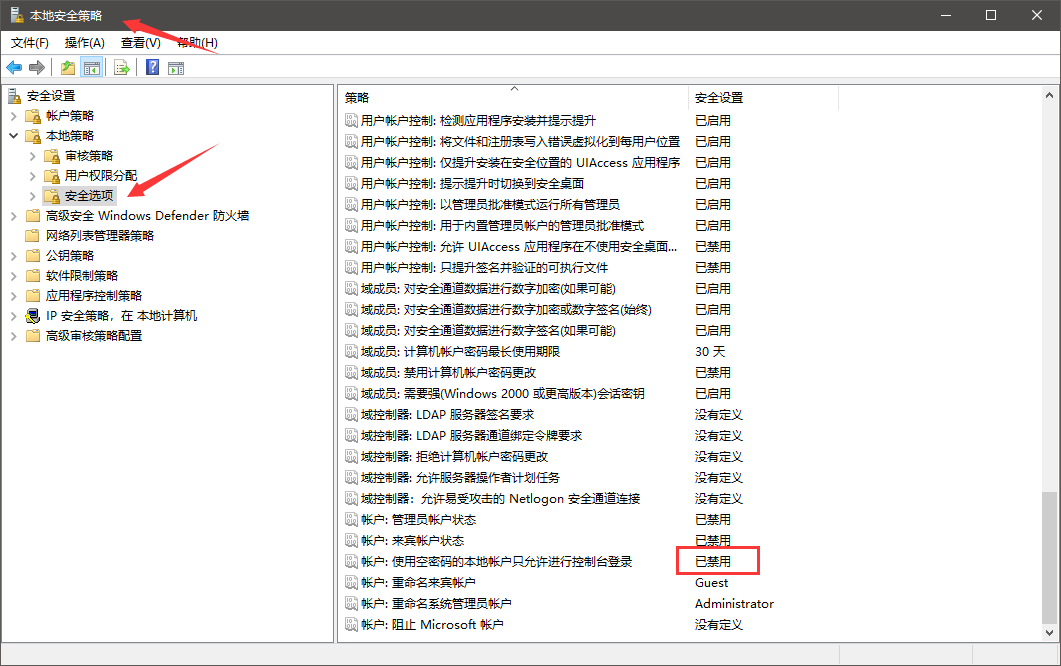 本地安全策略
文件(F) 操作(A) 查看(V) 帮助(H)
安全设置
帐户策略
本地策略
审核策略
用户权限分配
安全选项
高级安全 Windows Defender 防火墙
网络列表管理器策略
公钥策略
软件限制策略
应用程序控制策略
IP 安全策略，在 本地计算机
高级审核策略配置
策略 安全设置
用户帐户控制: 检测应用程序安装并提示提升 已启用
用户帐户控制: 将文件和注册表写入错误虚拟化到每用户位置 已启用
用户帐户控制: 仅提升安装在安全位置的 UIAccess 应用程序 已启用
用户帐户控制: 提示提升时切换到安全桌面 已启用
用户帐户控制: 以管理员批准模式运行所有管理员 已启用
用户帐户控制: 用于内置管理员帐户的管理员批准模式 已启用
用户帐户控制: 允许 UIAccess 应用程序在不使用安全桌面... 已禁用
用户帐户控制: 只提升签名并验证的可执行文件 已禁用
域成员: 对安全通道数据进行数字加密(如果可能) 已启用
域成员: 对安全通道数据进行数字加密或数字签名(始终) 已启用
域成员: 对安全通道数据进行数字签名(如果可能) 已启用
域成员: 计算机帐户密码最长使用期限 30 天
域成员: 禁用计算机帐户密码更改 已禁用
域成员: 需要强(Windows 2000 或更高版本)会话密钥 已启用
域控制器: LDAP 服务器签名要求 没有定义
域控制器: LDAP 服务器通道绑定令牌要求 没有定义
域控制器: 拒绝计算机帐户密码更改 没有定义
域控制器: 允许服务器操作者计划任务 没有定义
域控制器：允许易受攻击的 Netlogon 安全通道连接 没有定义
帐户: 管理员帐户状态 已禁用
帐户: 来宾帐户状态 已禁用
帐户: 使用空密码的本地帐户只允许进行控制台登录 已禁用
帐户: 重命名来宾帐户 Guest
帐户: 重命名系统管理员帐户 Administrator
帐户: 阻止 Microsoft 帐户 没有定义